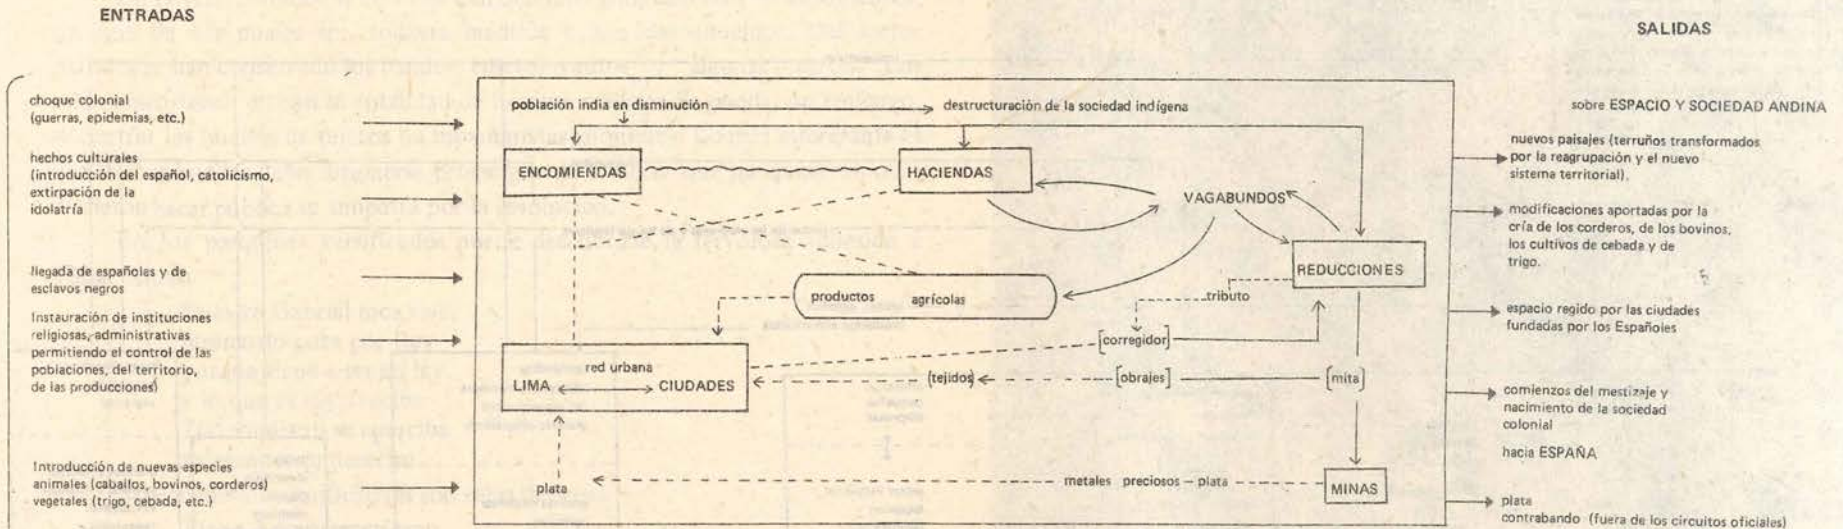 ENTRADAS
SALIDAS
choque colonial
(guerras, epidemias, etc.)
hechos culturales
(introducción del español, catolicismo,
extirpación de la
idolatría
llegada de españoles y de
esclavos negros
Instauración de instituciones
religiosas, administrativas
permitiendo el control de las
poblaciones, del territorio,
de las producciones)
Introducción de nuevas especies
animales (caballos, bovinos, corderos)
vegetales (trigo, cebada, etc.)
población india en disminución
destructuración de la sociedad indígena
ENCOMIENDAS
HACIENDAS
VAGABUNDOS
REDUCCIONES
productos agrícolas
tributo
[corregidor]
red urbana
LIMA CIUDADES
(tejidos)
[obrajes]
[mita]
plata
metales preciosos – plata
MINAS
sobre ESPACIO Y SOCIEDAD ANDINA
nuevos paisajes (terruños transformados
por la reagrupación y el nuevo
sistema territorial).
modificaciones aportadas por la
cría de los corderos, de los bovinos,
los cultivos de cebada y de
trigo.
espacio regido por las ciudades
fundadas por los Españoles
comienzos del mestizaje y
nacimiento de la sociedad
colonial
hacia ESPAÑA
plata
contrabando (fuera de los circuitos oficiales)